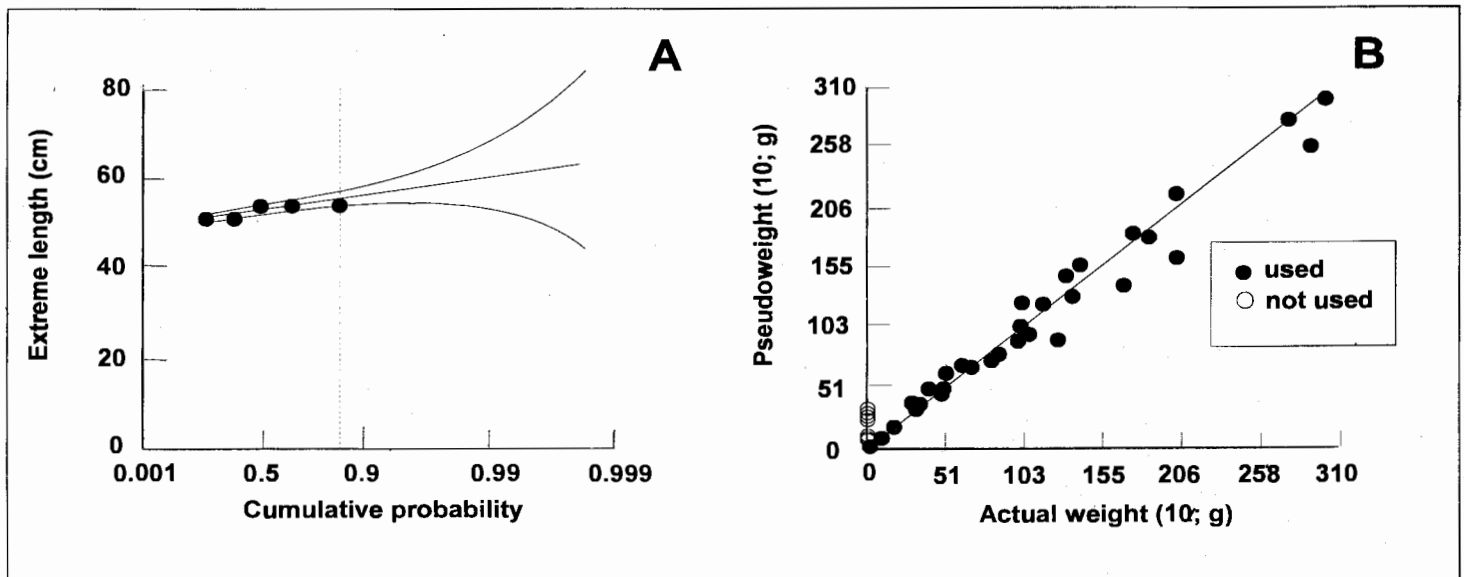 A
Extreme length (cm)
80
60
40
20
0
0.001 0.5 0.9 0.99 0.999
Cumulative probability
B
Pseudoweight (10; g)
310
258
206
155
103
51
0
0 51 103 155 206 258 310
Actual weight (10; g)
used
not used